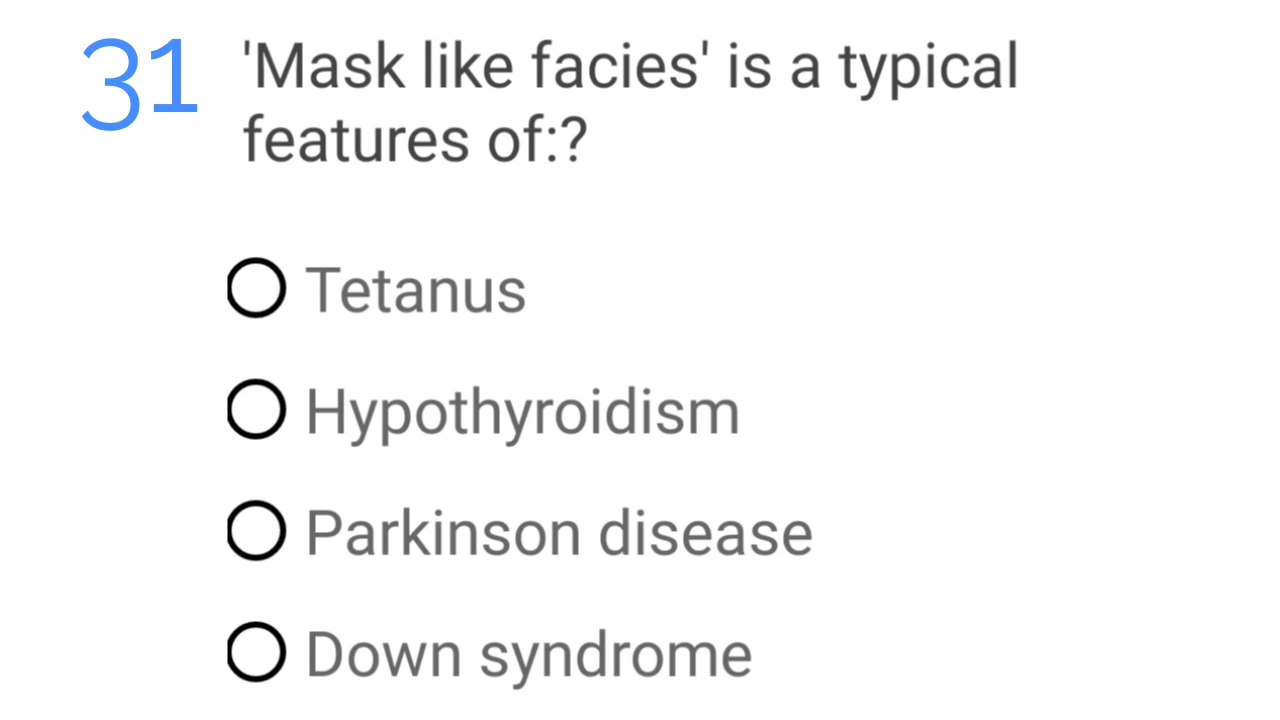 31 'Mask like facies' is a typical
features of:?
Tetanus
Hypothyroidism
Parkinson disease
Down syndrome